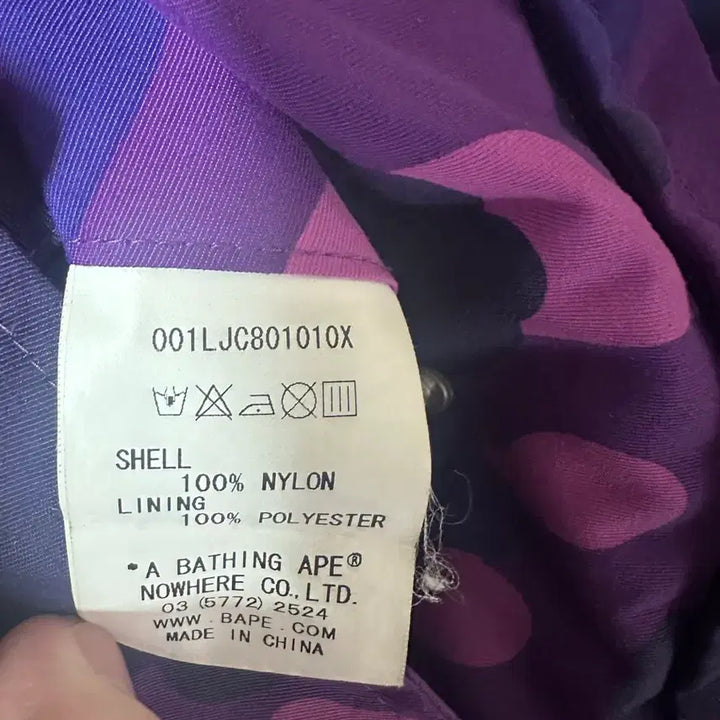 001LJC801010X
SHELL
100% NYLON
LINING
100% POLYESTER
A BATHING APE®
NOWHERE CO., LTD.
03 (5772) 2524
WWW.BAPE.COM
MADE IN CHINA